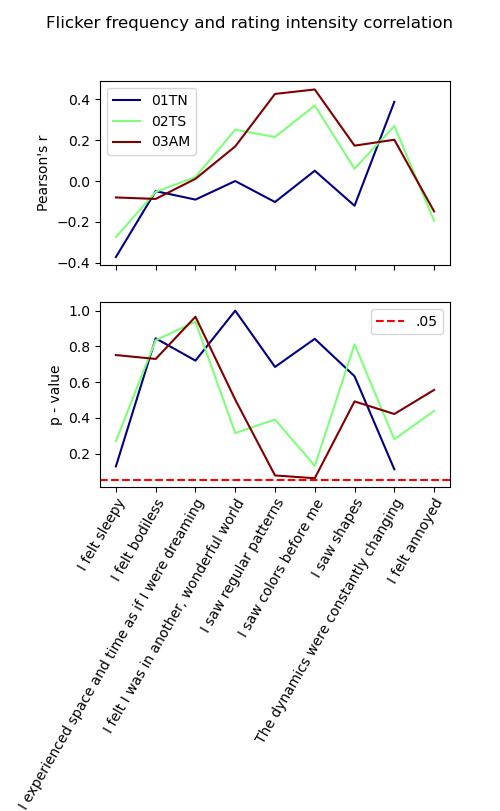 Flicker frequency and rating intensity correlation
0.4
0.2
0.0
−0.2
−0.4
Pearson's r
01TN
02TS
03AM
1.0
0.8
0.6
0.4
0.2
p - value
.05
I felt sleepy
I felt bodiless
I experienced space and time as if I were dreaming
I felt I was in another, wonderful world
I saw regular patterns
I saw colors before me
I saw shapes
The dynamics were constantly changing
I felt annoyed